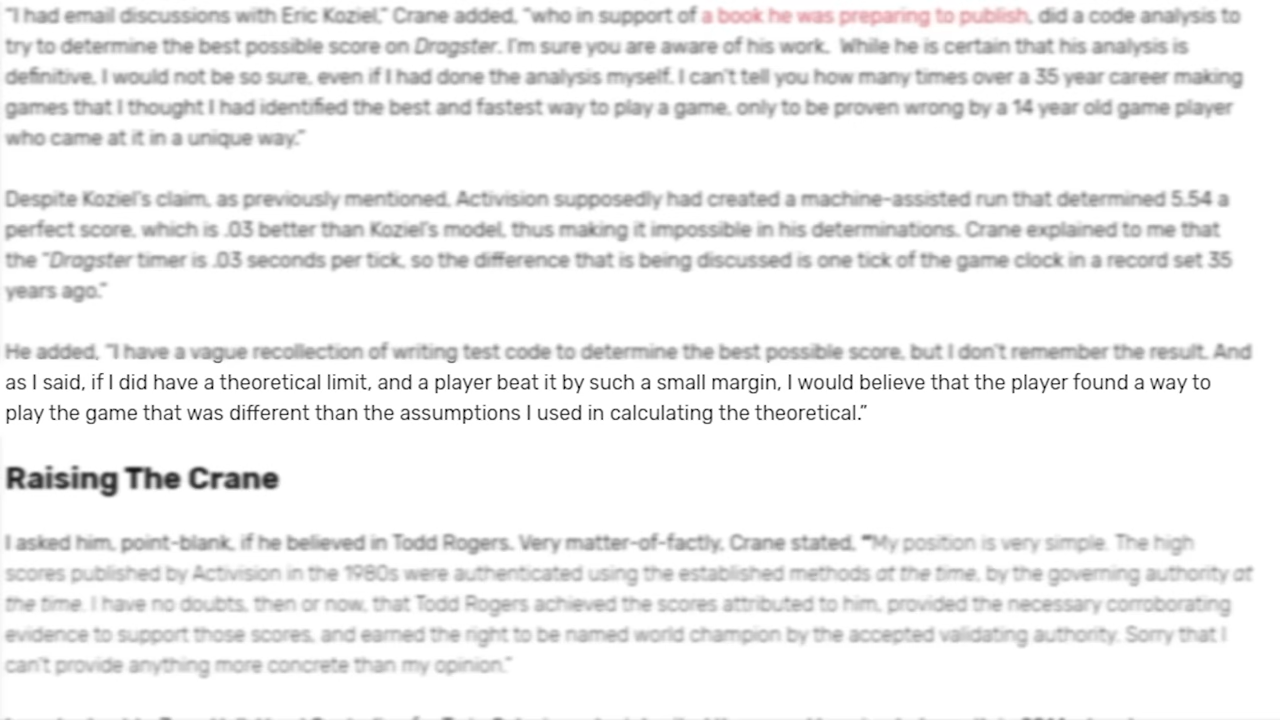 "I had email discussions with Eric Koziel," Crane added, "who in support of a book he was preparing to publish, did a code analysis to
try to determine the best possible score on Dragster. I'm sure you are aware of his work. While he is certain that his analysis is
definitive, I would not be so sure, even if I had done the analysis myself. I can't tell you how many times over a 35 year career making
games that I thought I had identified the best and fastest way to play a game, only to be proven wrong by a 14 year old game player
who came at it in a unique way."
Despite Koziel's claim, as previously mentioned, Activision supposedly had created a machine-assisted run that determined 5.54 a
perfect score, which is .03 better than Koziel's model, thus making it impossible in his determinations. Crane explained to me that
the "Dragster timer is .03 seconds per tick, so the difference that is being discussed is one tick of the game clock in a record set 35
years ago."
He added, "I have a vague recollection of writing test code to determine the best possible score, but I don't remember the result. And
as I said, if I did have a theoretical limit, and a player beat it by such a small margin, I would believe that the player found a way to
play the game that was different than the assumptions I used in calculating the theoretical."
Raising The Crane
I asked him, point-blank, if he believed in Todd Rogers. Very matter-of-factly, Crane stated, "My position is very simple. The high
scores published by Activision in the 1980s were authenticated using the established methods at the time, by the governing authority at
the time. I have no doubts, then or now, that Todd Rogers achieved the scores attributed to him, provided the necessary corroborating
evidence to support those scores, and earned the right to be named world champion by the accepted validating authority. Sorry that I
can't provide anything more concrete than my opinion."